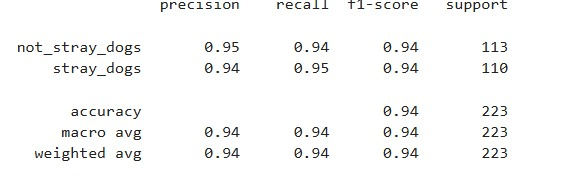 precision recall f1-score support
not_stray_dogs 0.95 0.94 0.94 113
stray_dogs 0.94 0.95 0.94 110
accuracy 0.94 223
macro avg 0.94 0.94 0.94 223
weighted avg 0.94 0.94 0.94 223